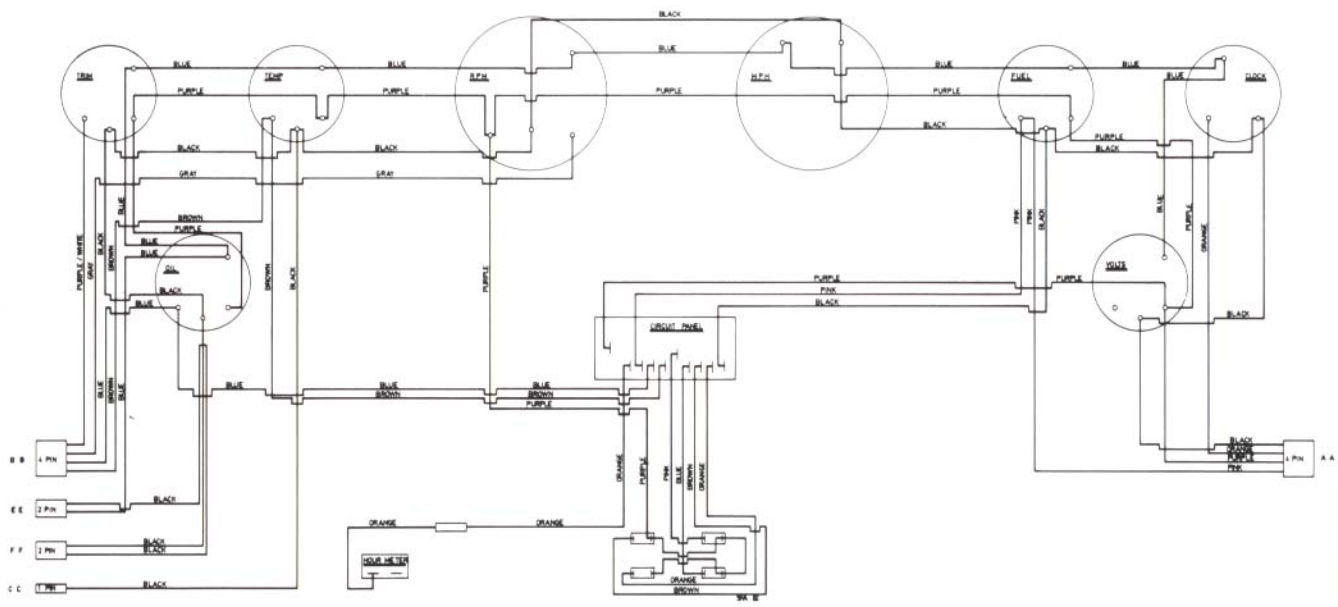 BLACK
BLUE
BLUE BLUE BLUE BLUE
TRIM TEMP R.P.M. M.P.H. FUEL CLOCK
BLUE
PURPLE PURPLE PURPLE PURPLE
BLACK
PURPLE
BLACK BLACK BLACK
GRAY GRAY
BLUE
BROWN
PURPLE
PINK PINK BLACK
BLUE PURPLE ORANGE
PURPLE / WHITE GRAY BLACK BROWN
BLUE
BLUE
OIL
BROWN BLACK PURPLE
VOLTS
PURPLE PURPLE
PINK
BLACK
BLACK
BLUE
BLACK
CIRCUIT PANEL
BLUE BROWN BLUE
BLUE BLUE BLUE
BROWN BROWN
PURPLE
BLACK
ORANGE
PURPLE
PINK
B B 4 PIN
4 PIN A A
ORANGE PURPLE PINK BLUE BROWN ORANGE
BLACK
E E 2 PIN
ORANGE ORANGE
BLACK
BLACK
F F 2 PIN
HOUR METER
BLACK
C C 1 PIN
ORANGE
BROWN